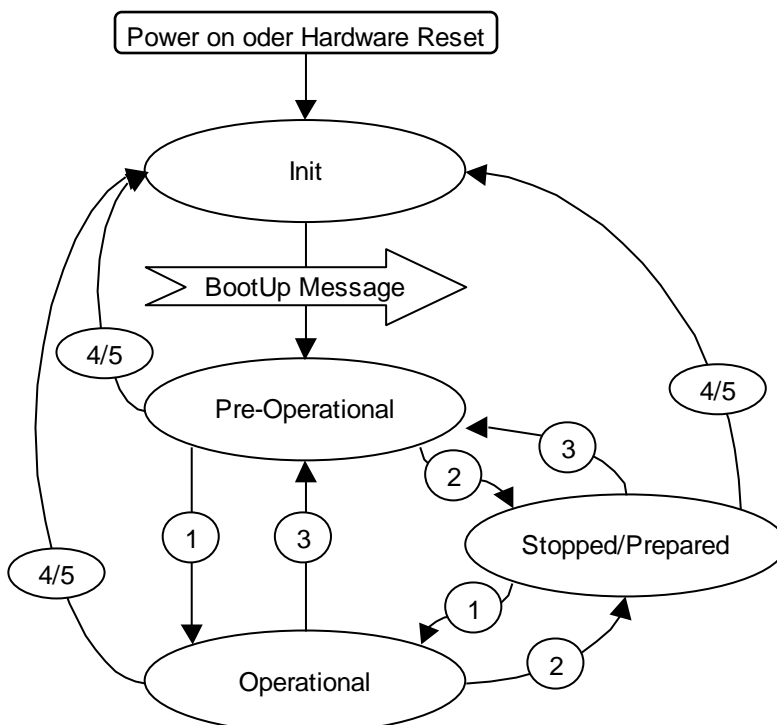 Power on oder Hardware Reset
Init
BootUp Message
4/5
4/5
Pre-Operational
3
2
1
3
Stopped/Prepared
4/5
1
2
Operational